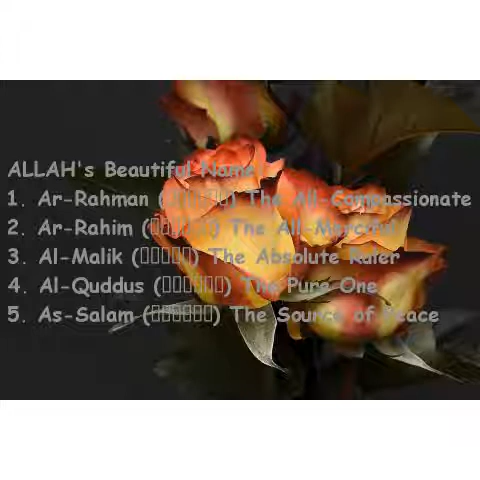 ALLAH's Beautiful Name
1. Ar-Rahman (▯▯▯▯▯▯) The All-Compassionate
2. Ar-Rahim (▯▯▯▯▯▯) The All-Merciful
3. Al-Malik (▯▯▯▯▯) The Absolute Ruler
4. Al-Quddus (▯▯▯▯▯▯) The Pure One
5. As-Salam (▯▯▯▯▯▯) The Source of Peace